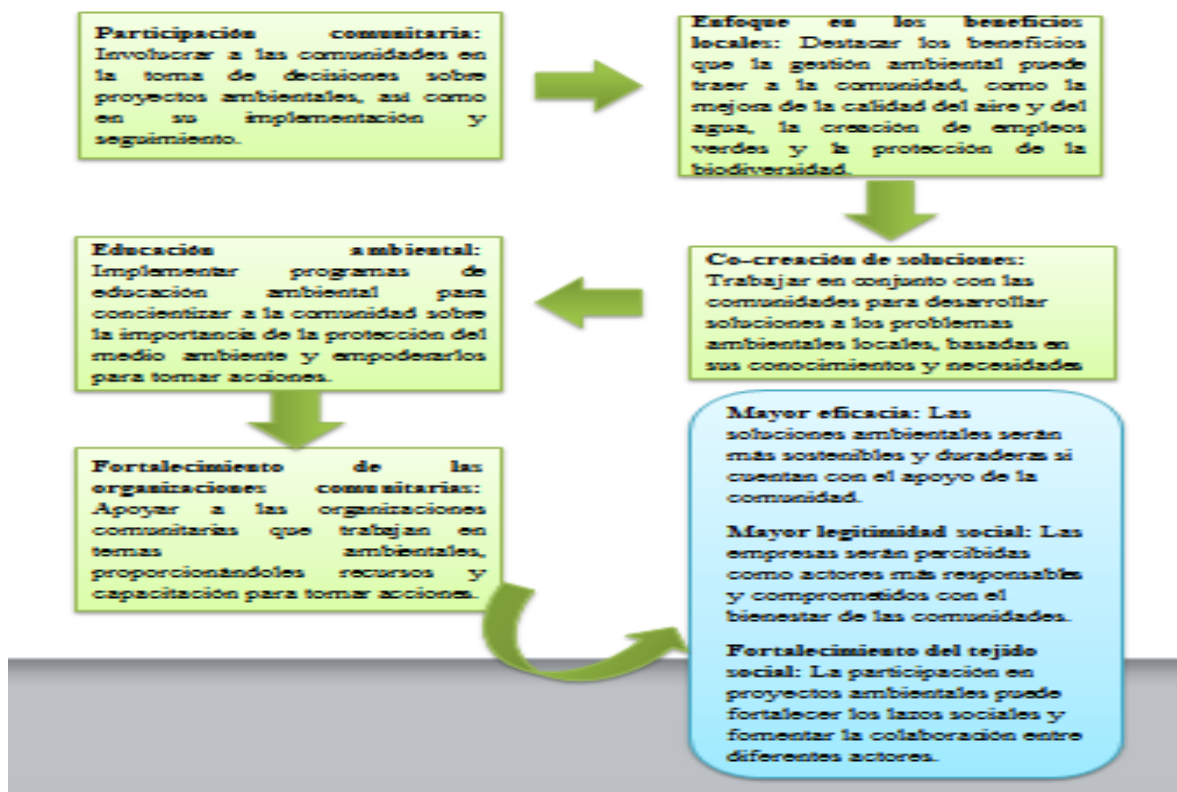 Participación comunitaria:
Involucrar a las comunidades en
la toma de decisiones sobre
proyectos ambientales, así como
en su implementación y
seguimiento.
Enfoque en los beneficios
locales: Destacar los beneficios
que la gestión ambiental puede
traer a la comunidad, como la
mejora de la calidad del aire y del
agua, la creación de empleos
verdes y la protección de la
biodiversidad.
Co-creación de soluciones:
Trabajar en conjunto con las
comunidades para desarrollar
soluciones a los problemas
ambientales locales, basadas en
sus conocimientos y necesidades
Educación ambiental:
Implementar programas de
educación ambiental para
concientizar a la comunidad sobre
la importancia de la protección del
medio ambiente y empoderarlos
para tomar acciones.
Fortalecimiento de las
organizaciones comunitarias:
Apoyar a las organizaciones
comunitarias que trabajan en
temas ambientales,
proporcionándoles recursos y
capacitación para tomar acciones.
Mayor eficacia: Las
soluciones ambientales serán
más sostenibles y duraderas si
cuentan con el apoyo de la
comunidad.
Mayor legitimidad social: Las
empresas serán percibidas
como actores más responsables
y comprometidos con el
bienestar de las comunidades.
Fortalecimiento del tejido
social: La participación en
proyectos ambientales puede
fortalecer los lazos sociales y
fomentar la colaboración entre
diferentes actores.